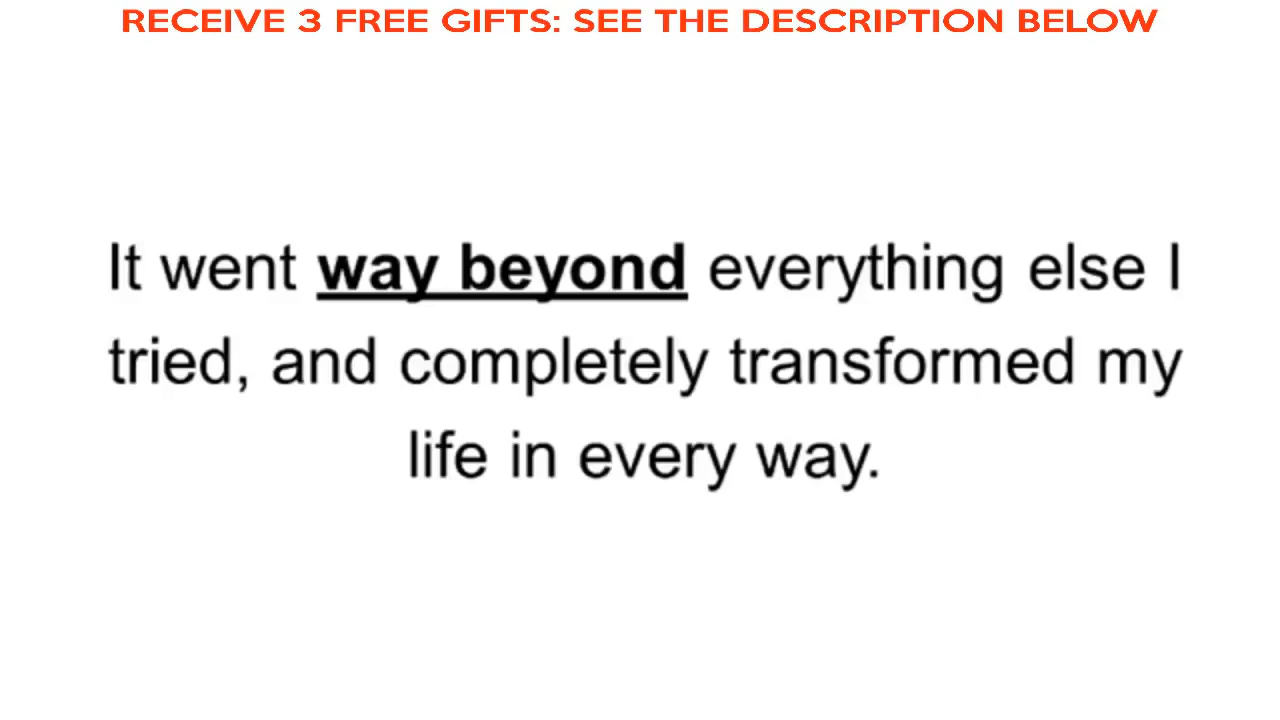 RECEIVE 3 FREE GIFTS: SEE THE DESCRIPTION BELOW
It went way beyond everything else I
tried, and completely transformed my
life in every way.